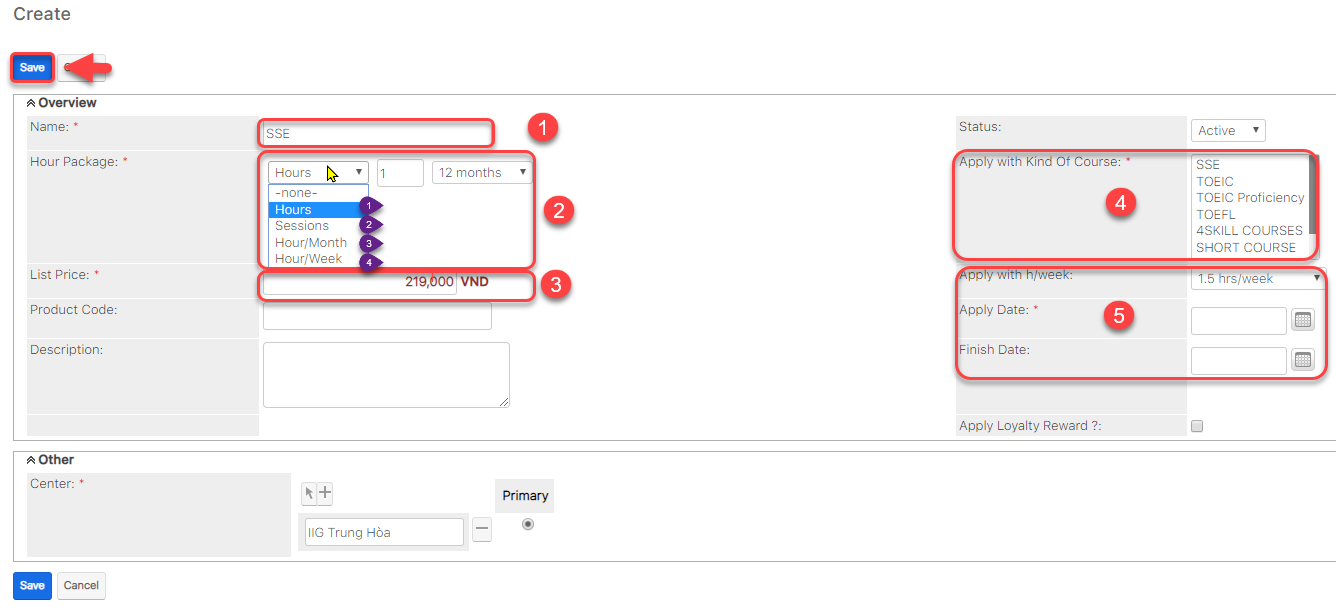 Create
Save
Overview
Name: *
SSE
1
Status:
Active
Hour Package: *
Hours
1
12 months
-none-
Hours
1
Sessions
2
Hour/Month
3
Hour/Week
4
2
Apply with Kind Of Course: *
SSE
TOEIC
TOEIC Proficiency
TOEFL
4SKILL COURSES
SHORT COURSE
4
List Price: *
219,000 VND
3
Apply with h/week:
1.5 hrs/week
Product Code:
Apply Date: *
5
Description:
Finish Date:
Apply Loyalty Reward ?:
Other
Center: *
Primary
IIG Trung Hòa
Save
Cancel